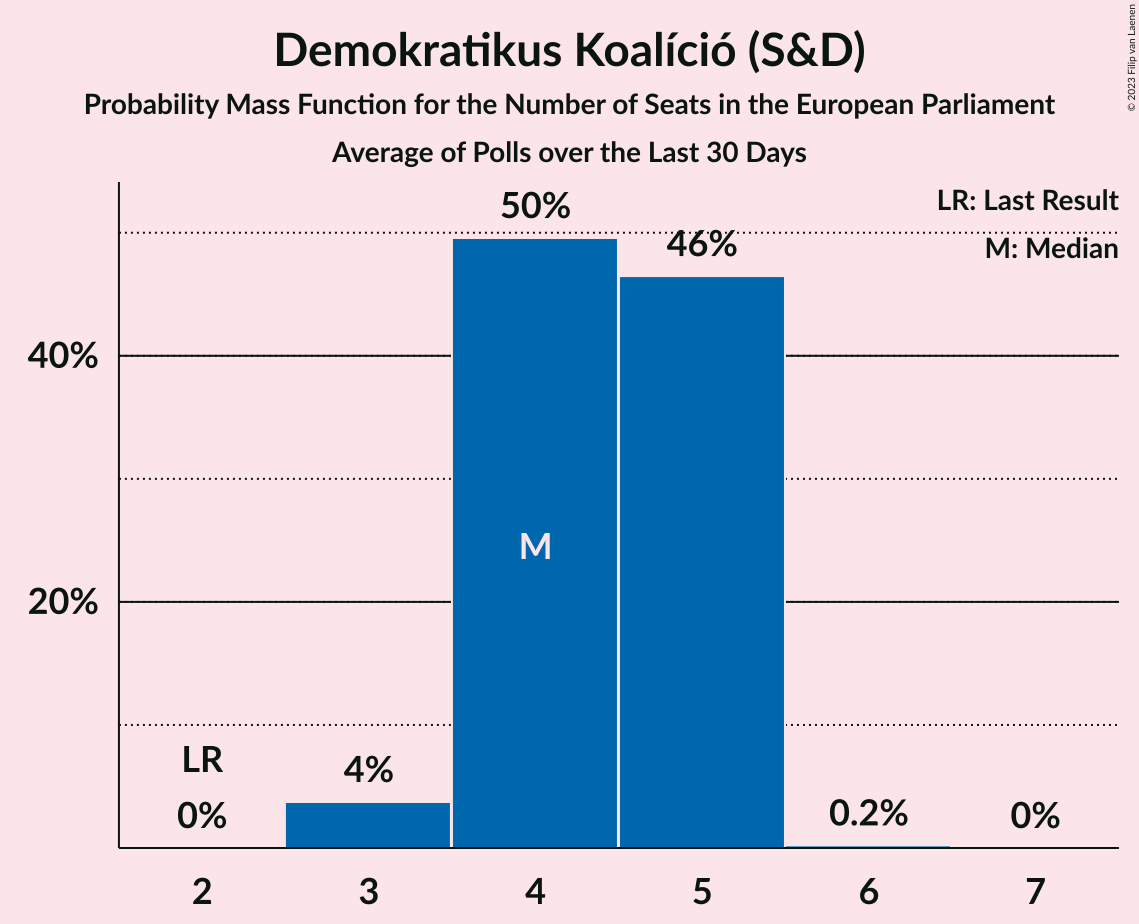 Demokratikus Koalíció (S&D)
Probability Mass Function for the Number of Seats in the European Parliament
Average of Polls over the Last 30 Days
© 2023 Filip van Laenen
LR: Last Result
M: Median
50%
46%
40%
M
20%
LR
4%
0%
0.2%
0%
2 3 4 5 6 7